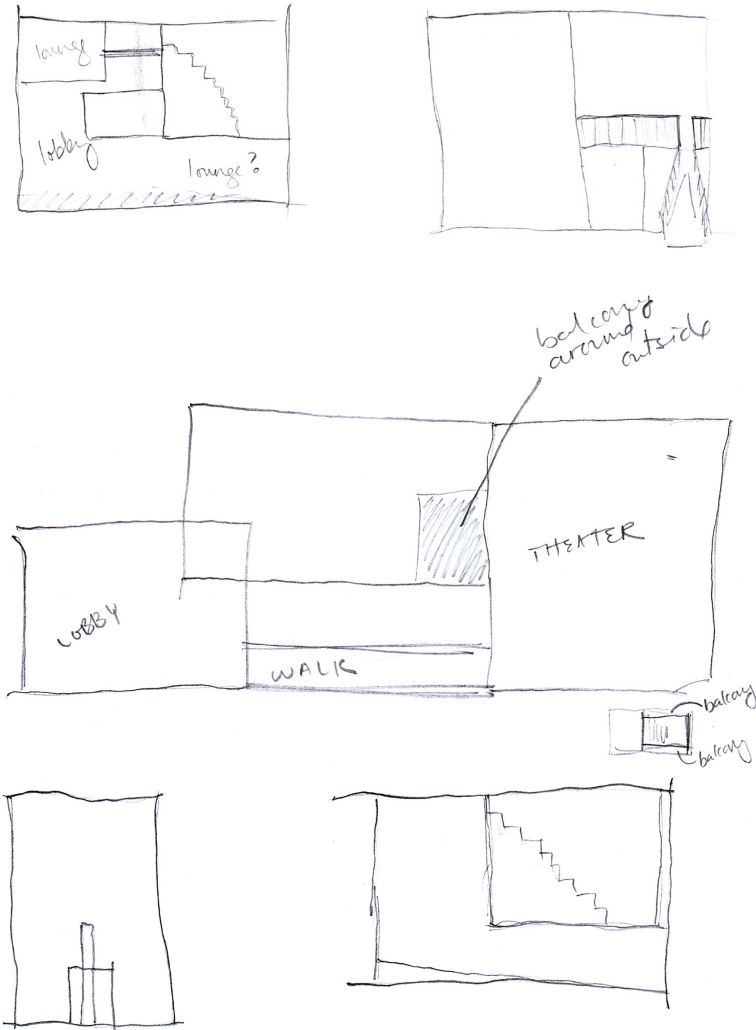 lounge
lobby
lounge?
balcony
around
outside
THEATER
LOBBY
WALK
balcony
balcony